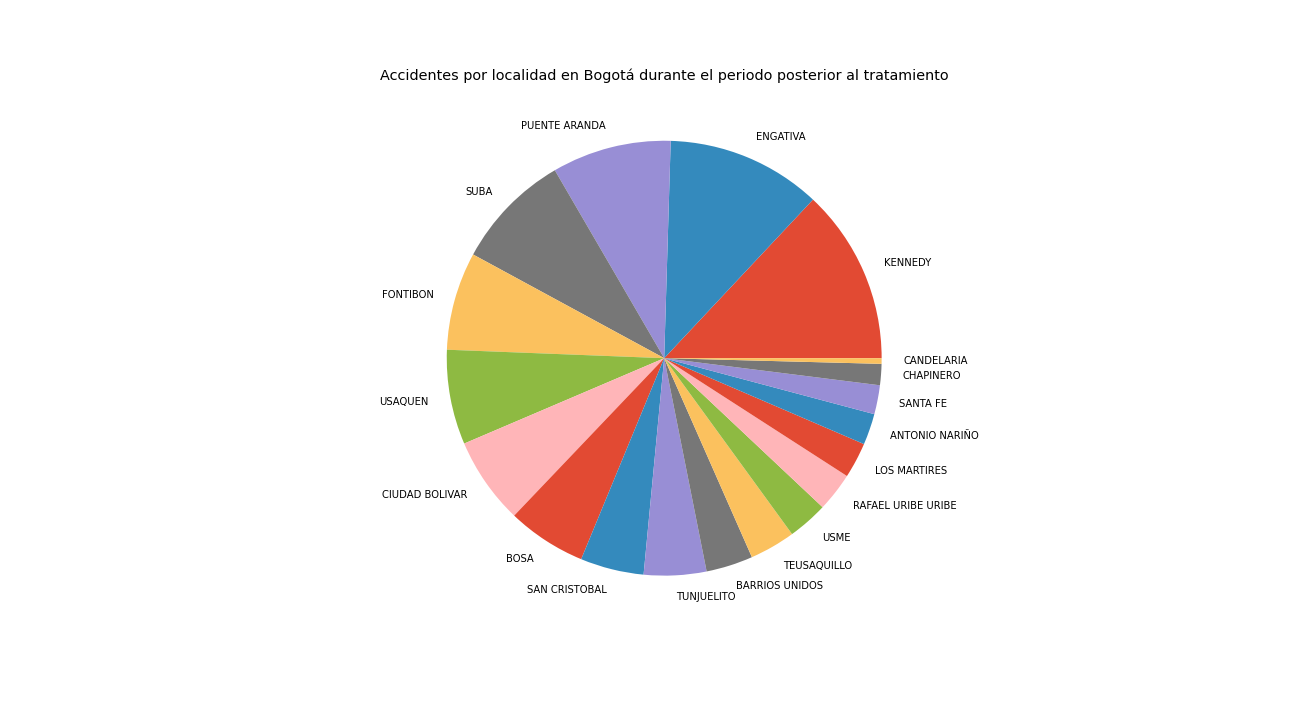 Accidentes por localidad en Bogotá durante el periodo posterior al tratamiento
PUENTE ARANDA
ENGATIVA
SUBA
KENNEDY
FONTIBON
CANDELARIA
CHAPINERO
USAQUEN
SANTA FE
ANTONIO NARIÑO
LOS MARTIRES
CIUDAD BOLIVAR
RAFAEL URIBE URIBE
USME
BOSA
TEUSAQUILLO
BARRIOS UNIDOS
SAN CRISTOBAL
TUNJUELITO